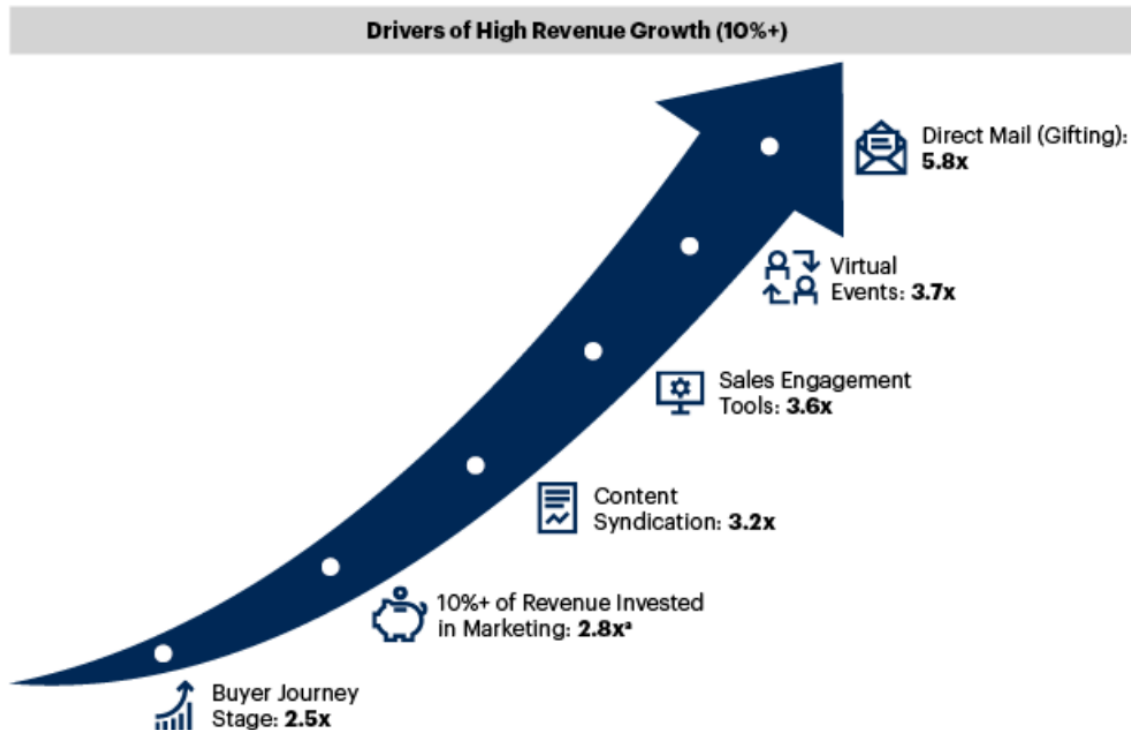 Drivers of High Revenue Growth (10%+)
Direct Mail (Gifting):
5.8x
Virtual
Events: 3.7x
Sales Engagement
Tools: 3.6x
Content
Syndication: 3.2x
10%+ of Revenue Invested
in Marketing: 2.8xª
Buyer Journey
Stage: 2.5x